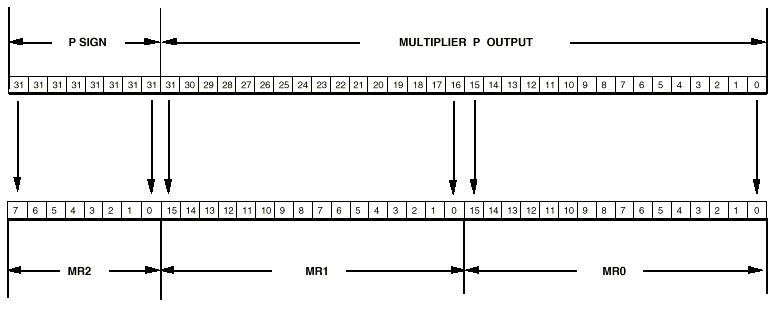 P SIGN MULTIPLIER P OUTPUT
31 31 31 31 31 31 31 31 31 30 29 28 27 26 25 24 23 22 21 20 19 18 17 16 15 14 13 12 11 10 9 8 7 6 5 4 3 2 1 0
7 6 5 4 3 2 1 0 15 14 13 12 11 10 9 8 7 6 5 4 3 2 1 0 15 14 13 12 11 10 9 8 7 6 5 4 3 2 1 0
MR2 MR1 MR0